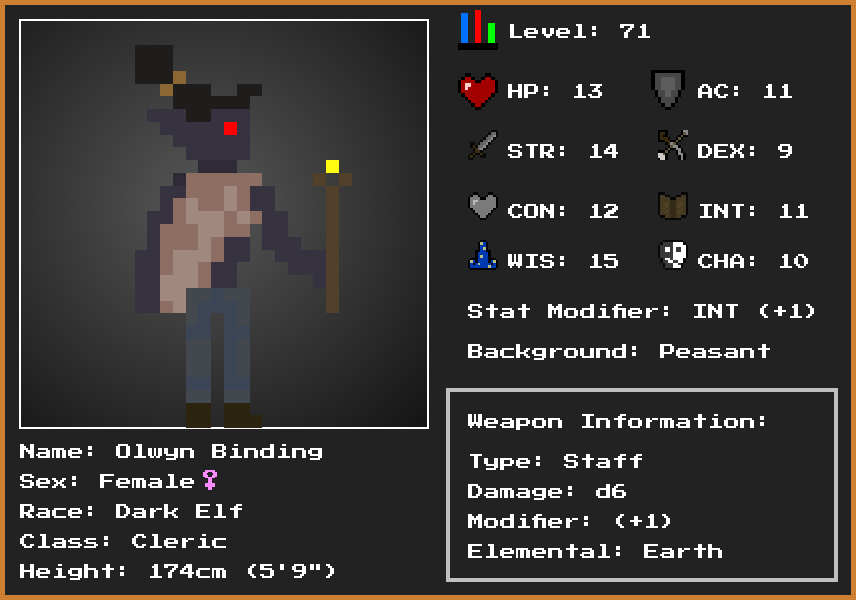 Level: 71
HP: 13
AC: 11
STR: 14
DEX: 9
CON: 12
INT: 11
WIS: 15
CHA: 10
Stat Modifier: INT (+1)
Background: Peasant
Weapon Information:
Type: Staff
Damage: d6
Modifier: (+1)
Elemental: Earth
Name: Olwyn Binding
Sex: Female♀
Race: Dark Elf
Class: Cleric
Height: 174cm (5'9")